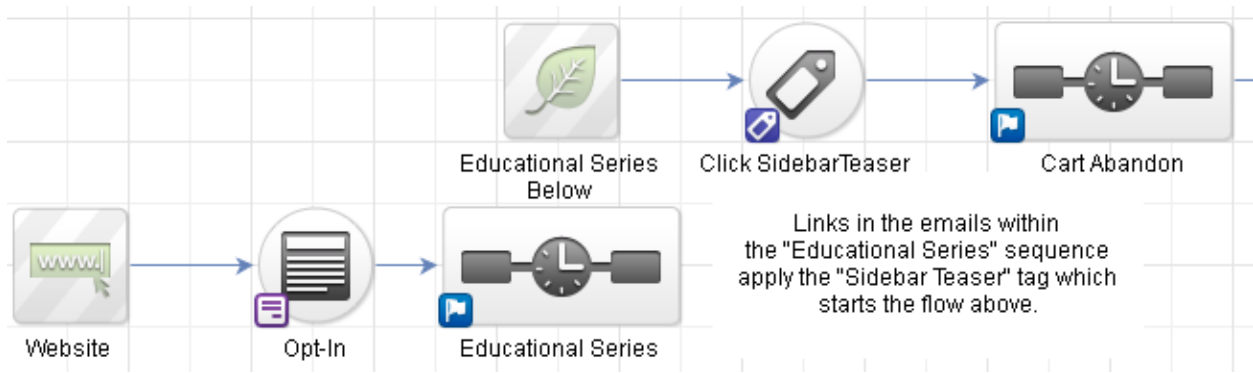 Educational Series
Below
Click SidebarTeaser
Cart Abandon
Links in the emails within
the "Educational Series" sequence
apply the "Sidebar Teaser" tag which
starts the flow above.
www.
Website
Opt-In
Educational Series